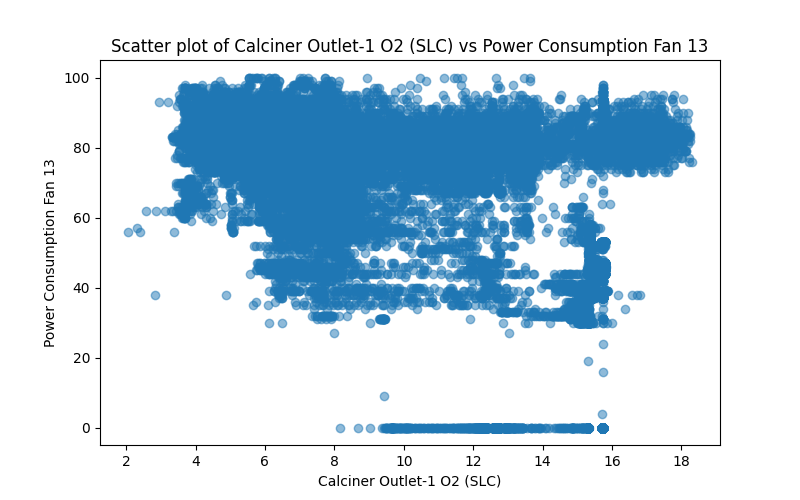 Scatter plot of Calciner Outlet-1 O2 (SLC) vs Power Consumption Fan 13
100
80
60
40
20
0
Power Consumption Fan 13
2 4 6 8 10 12 14 16 18
Calciner Outlet-1 O2 (SLC)